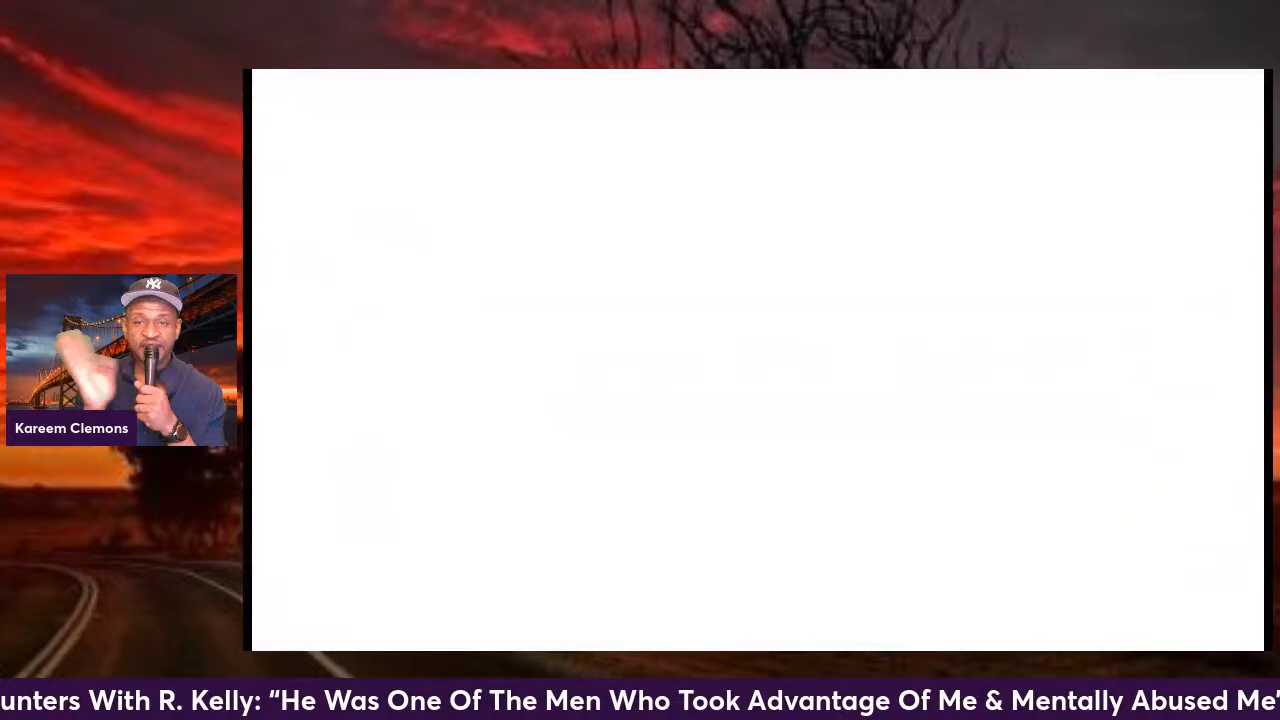 NY
Kareem Clemons
unters With R. Kelly: “He Was One Of The Men Who Took Advantage Of Me & Mentally Abused Me”